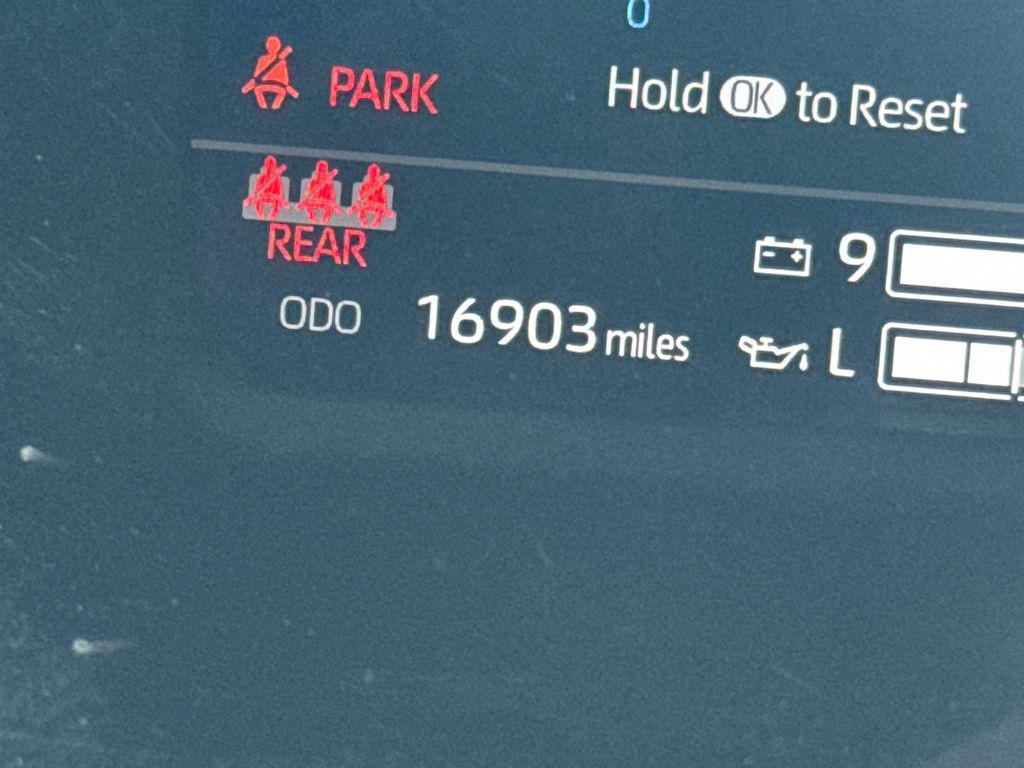 0
PARK
Hold OK to Reset
REAR
9
ODO 16903 miles
L